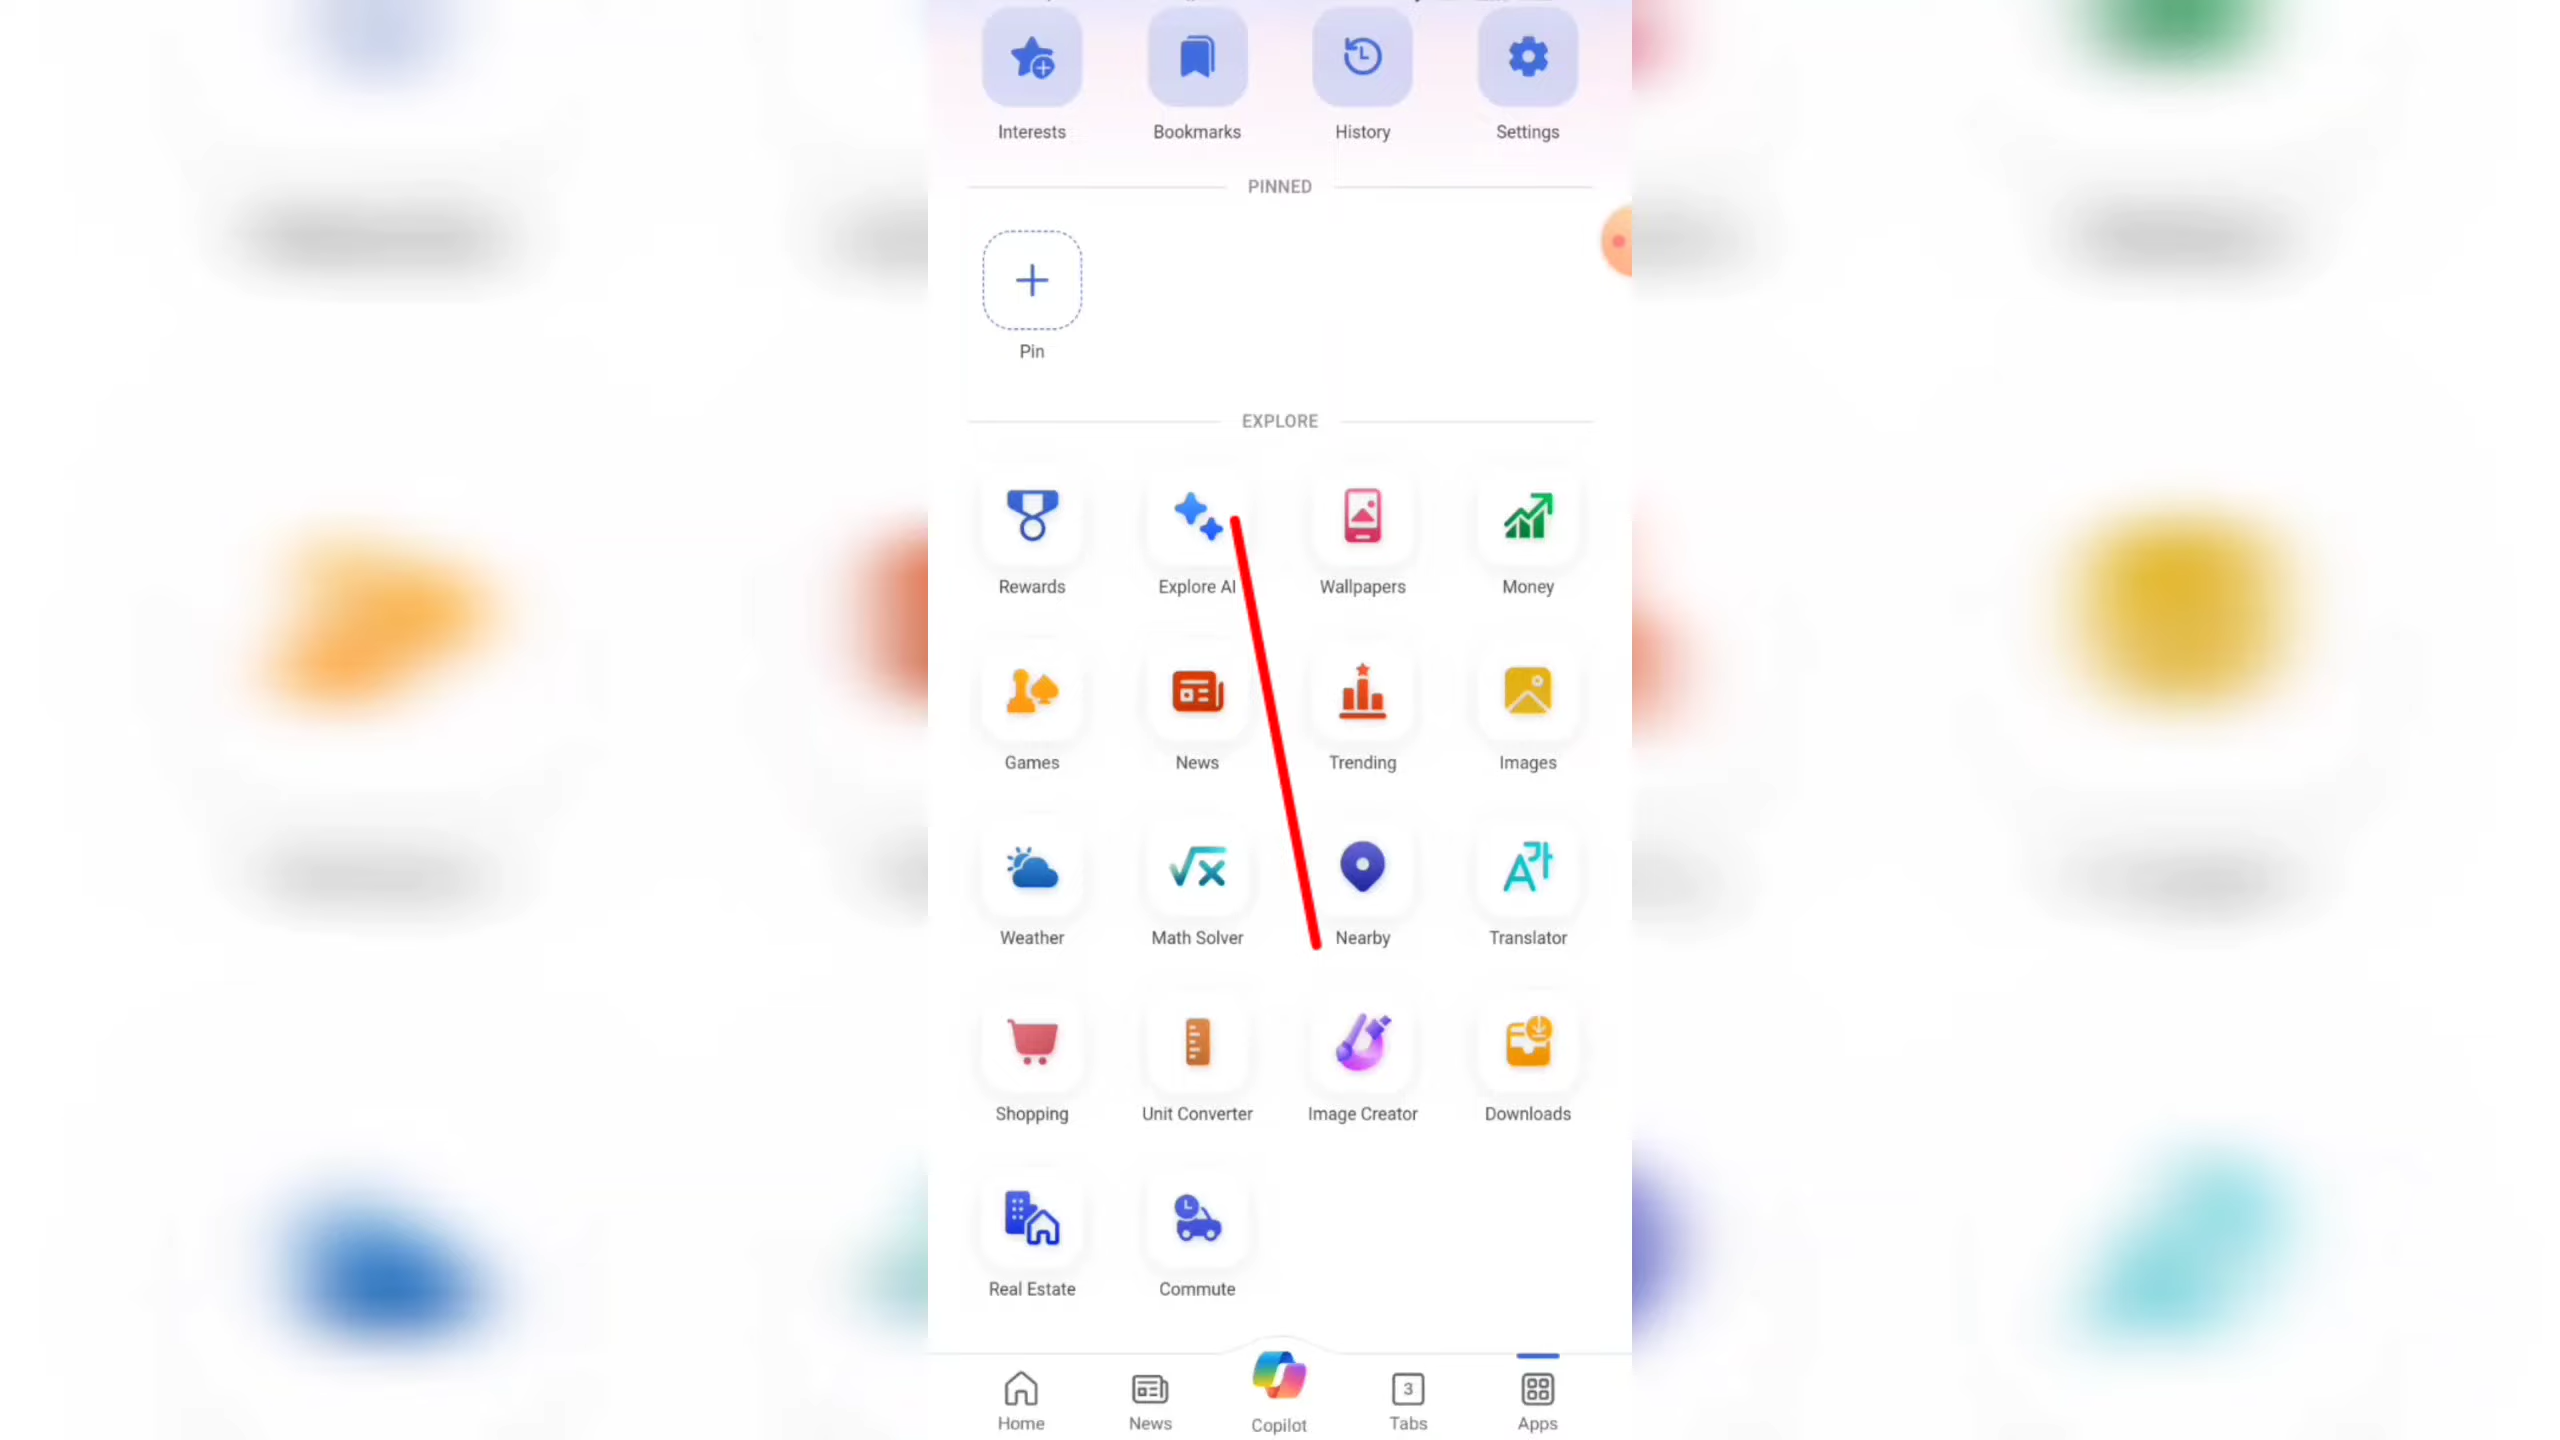 Interests Bookmarks History Settings
PINNED
Pin
EXPLORE
Rewards Explore AI Wallpapers Money
Games News Trending Images
Weather Math Solver Nearby Translator
Shopping Unit Converter Image Creator Downloads
Real Estate Commute
3
Home News Copilot Tabs Apps